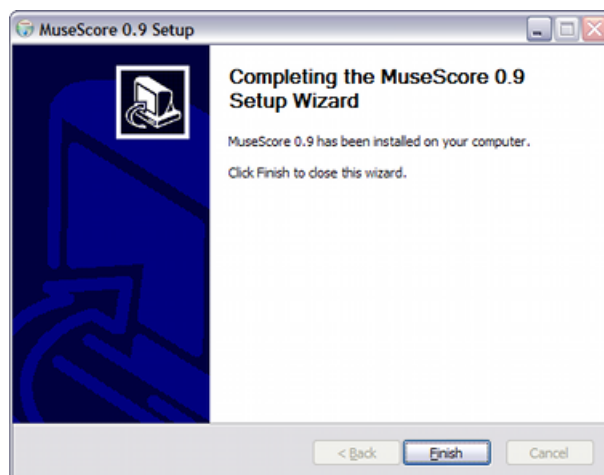 MuseScore 0.9 Setup
Completing the MuseScore 0.9
Setup Wizard
MuseScore 0.9 has been installed on your computer.
Click Finish to close this wizard.
< Back
Finish
Cancel